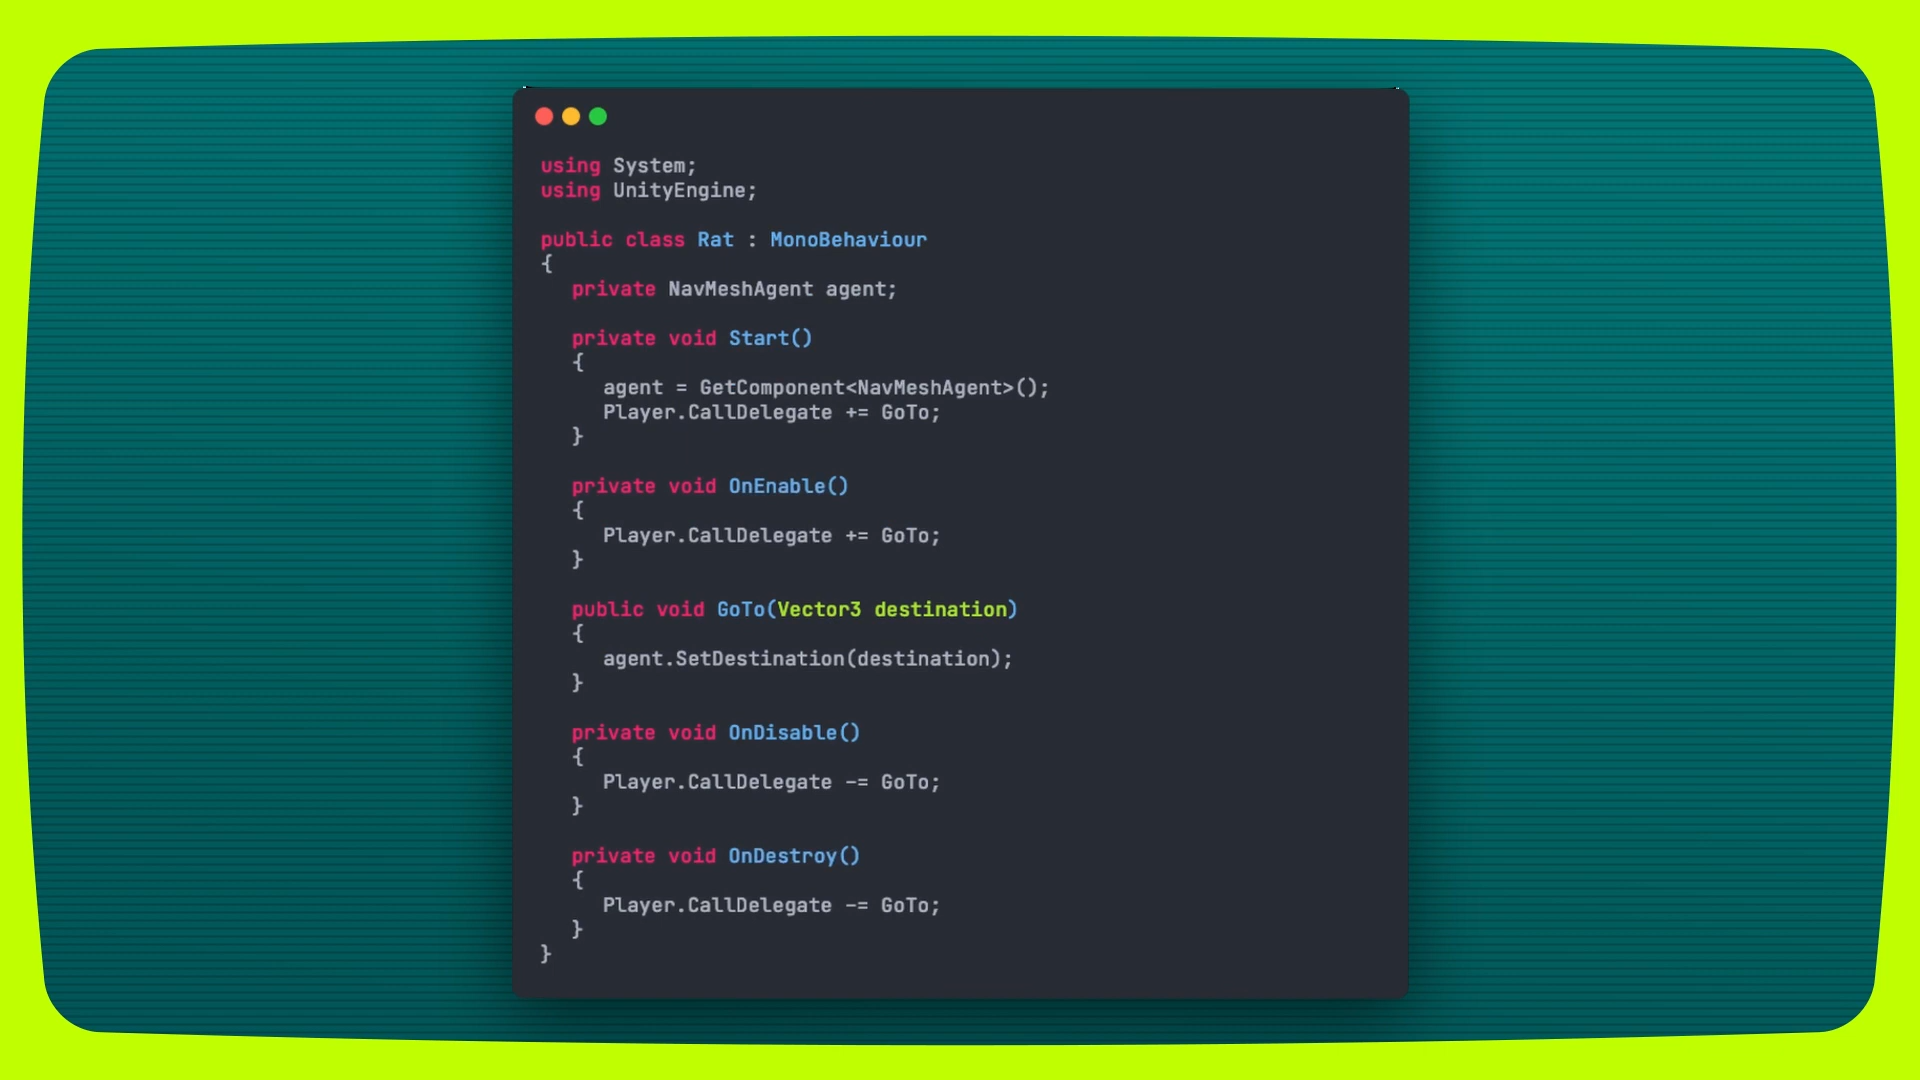 using System;
using UnityEngine;

public class Rat : MonoBehaviour
{
   private NavMeshAgent agent;

   private void Start()
   {
      agent = GetComponent<NavMeshAgent>();
      Player.CallDelegate += GoTo;
   }

   private void OnEnable()
   {
      Player.CallDelegate += GoTo;
   }

   public void GoTo(Vector3 destination)
   {
      agent.SetDestination(destination);
   }

   private void OnDisable()
   {
      Player.CallDelegate -= GoTo;
   }

   private void OnDestroy()
   {
      Player.CallDelegate -= GoTo;
   }
}